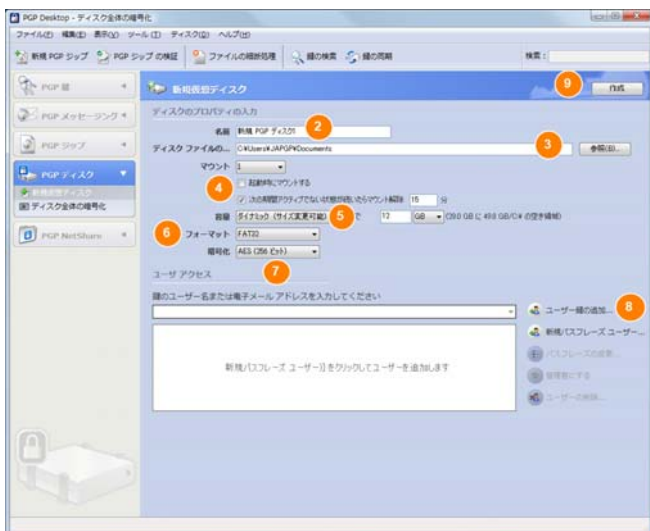 PGP Desktop - ディスク全体の暗号化
ファイル(F) 編集(E) 表示(V) ツール(T) ディスク(D) ヘルプ(H)
新規 PGP ジップ PGP ジップ の検証 ファイルの細断処理 鍵の検索 鍵の同期 検索:
PGP 鍵
新規仮想ディスク
9
作成
PGP メッセージング
ディスクのプロパティの入力
名前 新規 PGP ディスク1
2
PGP ジップ
ディスク ファイルの...
C:¥Users¥JAPGP¥Documents
3
参照(B)...
PGP ディスク
マウント 1
新規仮想ディスク
4
起動時にマウントする
ディスク全体の暗号化
次の期間アクティブでない状態が続いたらマウント解除 15 分
容量 ダイナミック (サイズ変更可能)
5
で 12 GB
PGP NetShare
6
フォーマット FAT32
暗号化 AES (256 ビット)
7
ユーザ アクセス
鍵のユーザー名または電子メール アドレスを入力してください
ユーザー鍵の追加...
8
新規パスフレーズ ユーザー...
新規パスフレーズ ユーザー]をクリックしてユーザーを追加します
パスフレーズの変更...
管理者にする
ユーザーの削除...